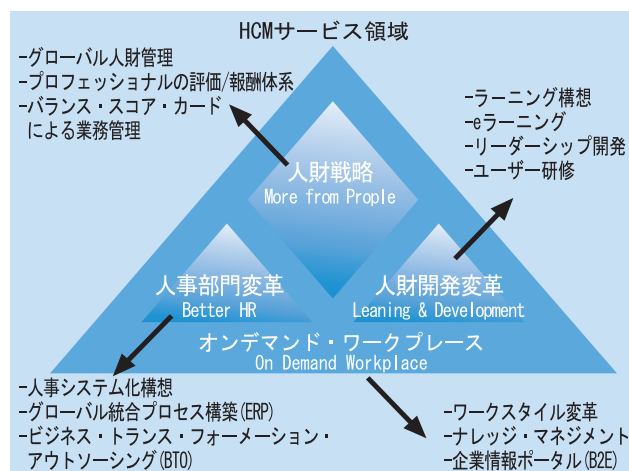 HCMサービス領域
-グローバル人財管理
-プロフェッショナルの評価/報酬体系
-バランス・スコア・カード
による業務管理
-ラーニング構想
-eラーニング
-リーダーシップ開発
-ユーザー研修
人財戦略
More from Prople
人事部門変革
Better HR
人財開発変革
Leaning & Development
オンデマンド・ワークプレース
On Demand Workplace
-人事システム化構想
-グローバル統合プロセス構築(ERP)
-ビジネス・トランス・フォーメーション・
アウトソーシング(BTO)
-ワークスタイル変革
-ナレッジ・マネジメント
-企業情報ポータル(B2E)